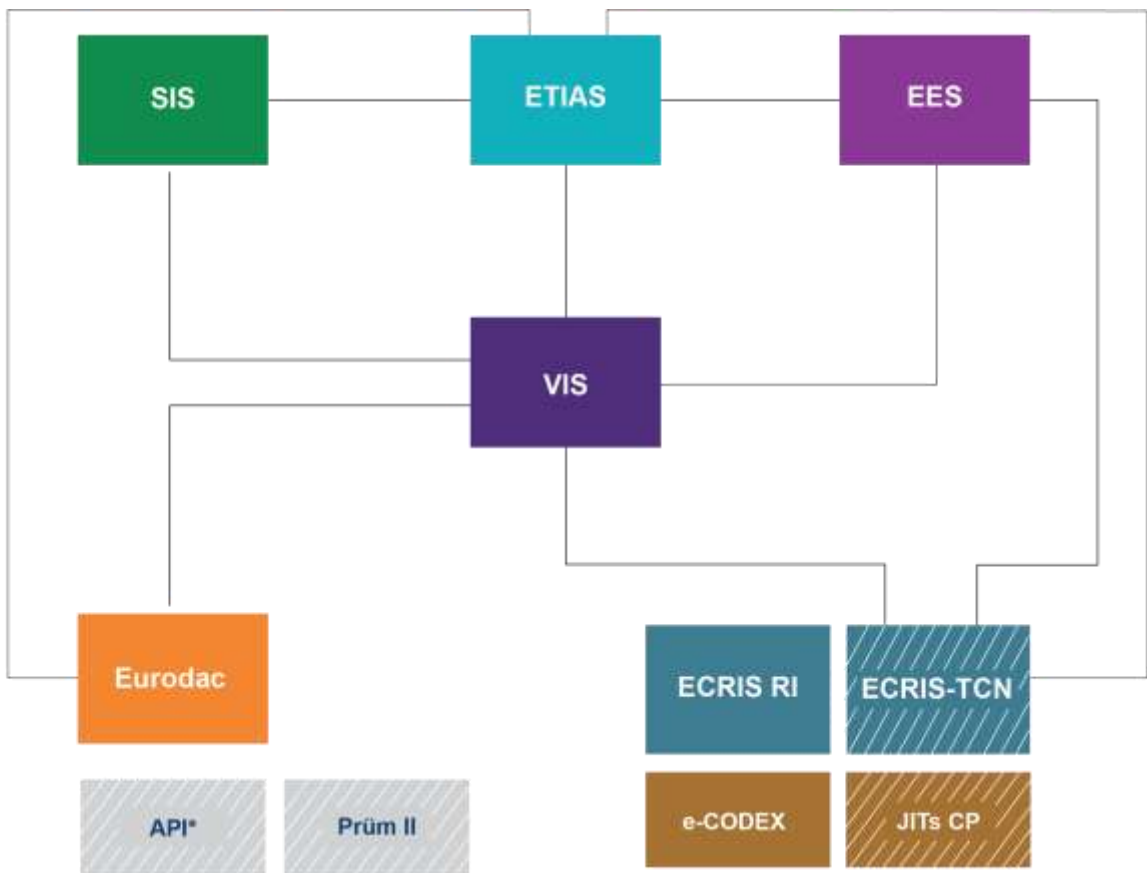 SIS
ETIAS
EES
VIS
Eurodac
ECRIS RI
ECRIS-TCN
API*
Prüm II
e-CODEX
JITs CP